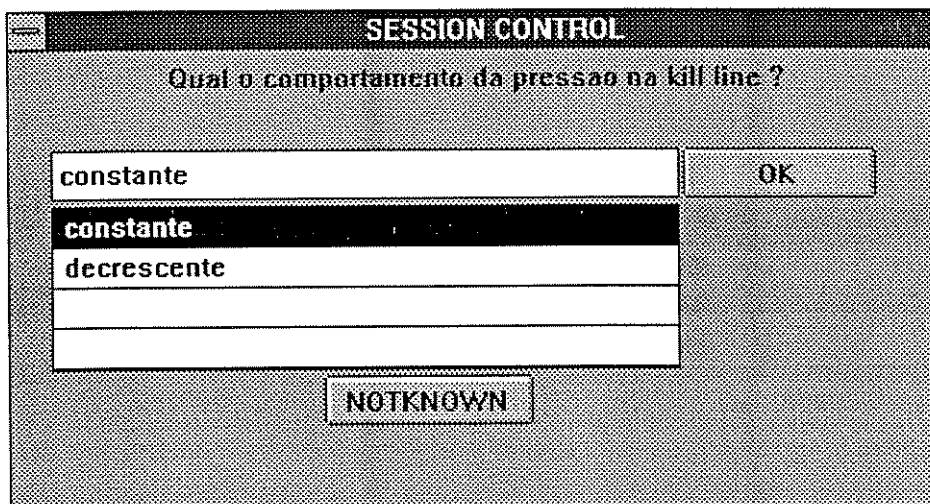 SESSION CONTROL
Qual o comportamento da pressao na kill line ?
constante
OK
constante
decrescente
NOTKNOWN